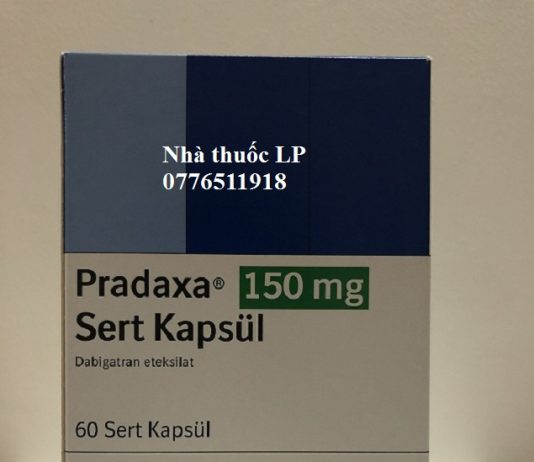 Nhà thuốc LP
0776511918
Pradaxa® 150 mg
Sert Kapsül
Dabigatran eteksilat
60 Sert Kapsül